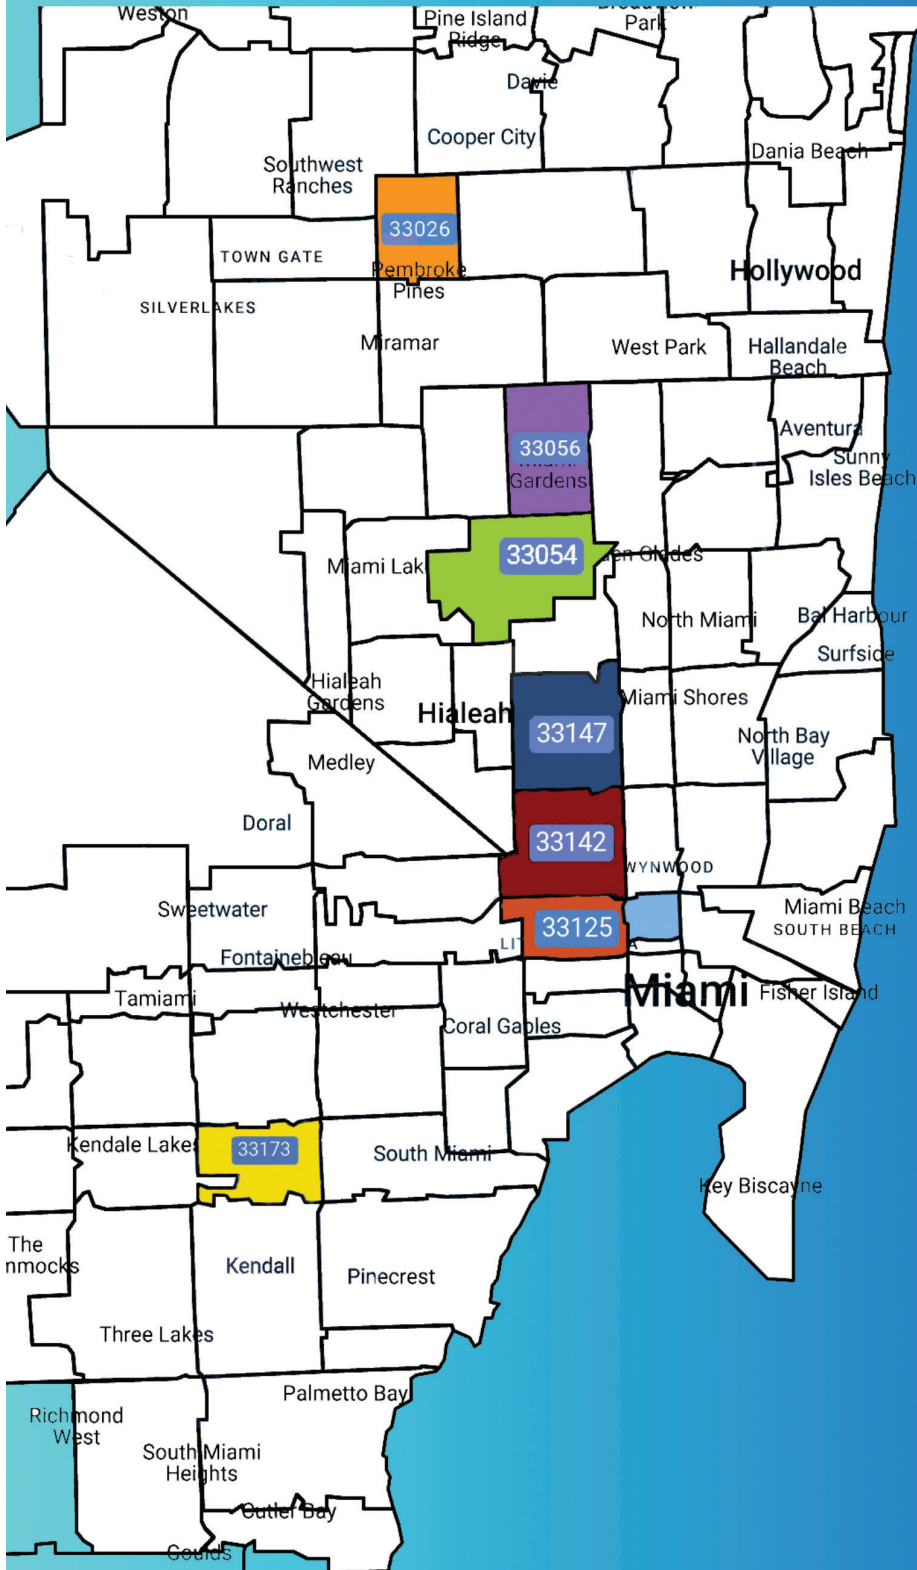 Weston
Pine Island
Ridge
Park
Davie
Cooper City
Dania Beach
Southwest
Ranches
33026
TOWN GATE
Pembroke
Pines
Hollywood
SILVERLAKES
Miramar
West Park
Hallandale
Beach
33056
Gardens
Aventura
Sunny
Isles Beach
33054
Miami Lak
en Glades
North Miami
Bal Harbour
Surfside
Hialeah
Gardens
Hialeah
33147
Miami Shores
North Bay
Village
Medley
Doral
33142
WYNWOOD
Sweetwater
33125
LIT
A
Miami Beach
SOUTH BEACH
Fontainebleau
Tamiami
Westchester
Coral Gables
Miami
Fisher Island
Kendale Lakes
33173
South Miami
Key Biscayne
The
mmocks
Kendall
Pinecrest
Three Lakes
Palmetto Bay
Richmond
West
South Miami
Heights
Cutler Bay
Goulds